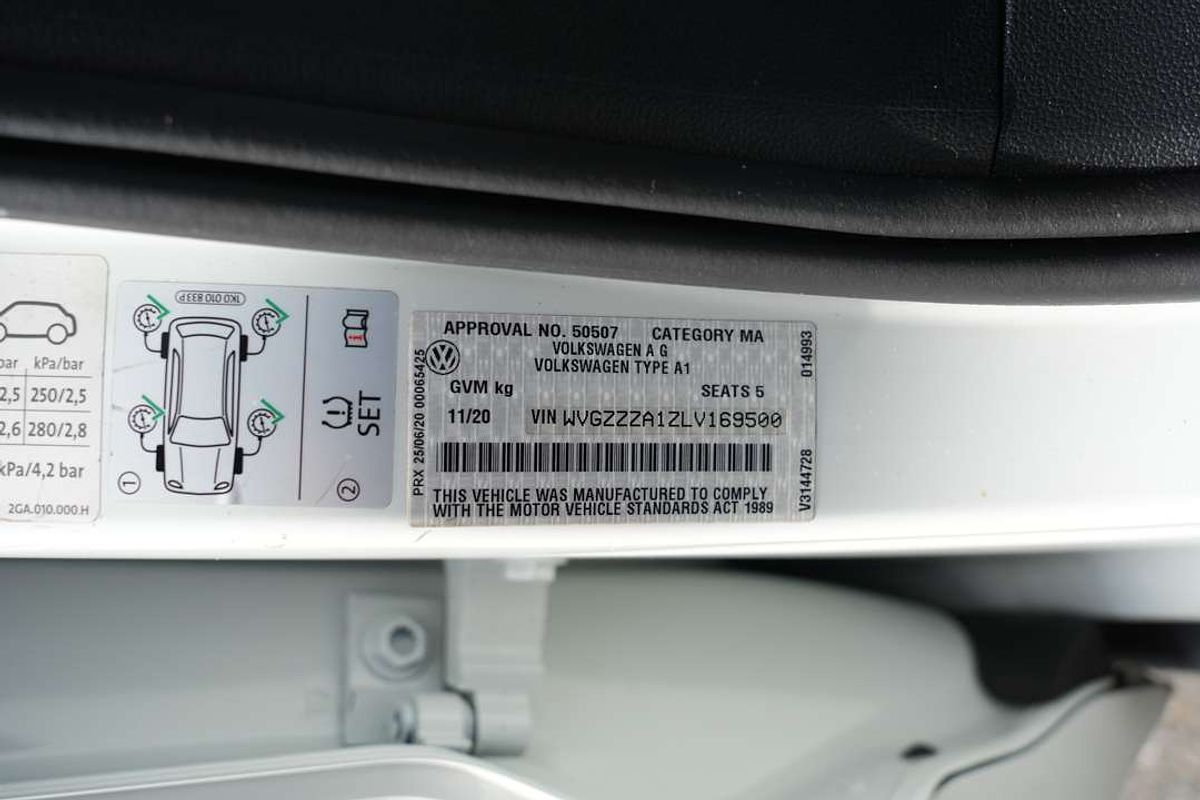 bar kPa/bar
2,5 250/2,5
2,6 280/2,8
kPa/4,2 bar
2GA.010.000.H
1K0 010 833 P
1
SET
2
APPROVAL NO. 50507 CATEGORY MA
VOLKSWAGEN A G
VOLKSWAGEN TYPE A1
GVM kg SEATS 5
11/20 VIN WVGZZZA1ZLV169500
THIS VEHICLE WAS MANUFACTURED TO COMPLY
WITH THE MOTOR VEHICLE STANDARDS ACT 1989
PRX 25/06/20 00065425
014993
V3144728